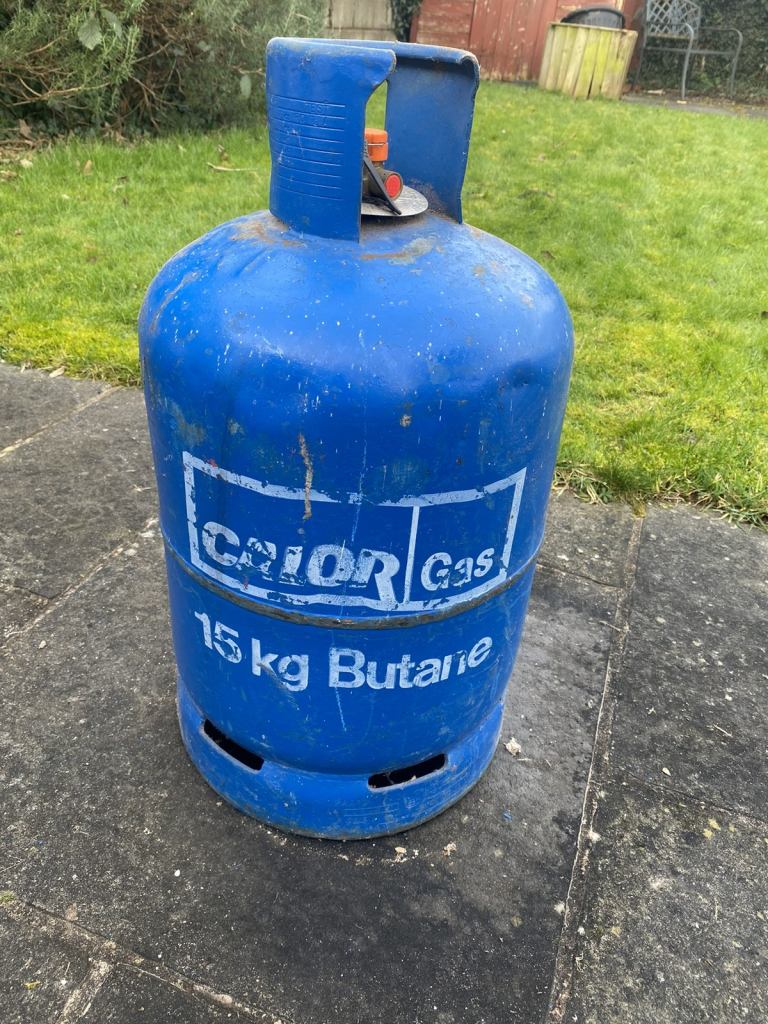 CALOR Gas
15 kg Butane